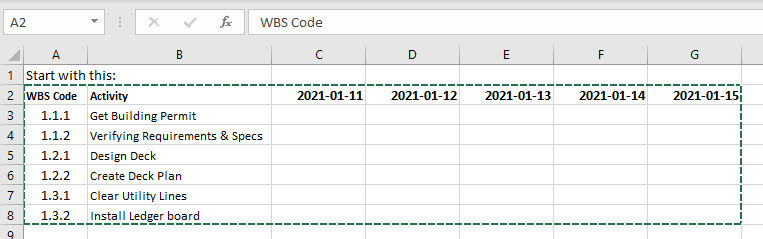 A2 fx WBS Code
A B C D E F G
1 Start with this:
2 WBS Code Activity 2021-01-11 2021-01-12 2021-01-13 2021-01-14 2021-01-15
3 1.1.1 Get Building Permit
4 1.1.2 Verifying Requirements & Specs
5 1.2.1 Design Deck
6 1.2.2 Create Deck Plan
7 1.3.1 Clear Utility Lines
8 1.3.2 Install Ledger board
9